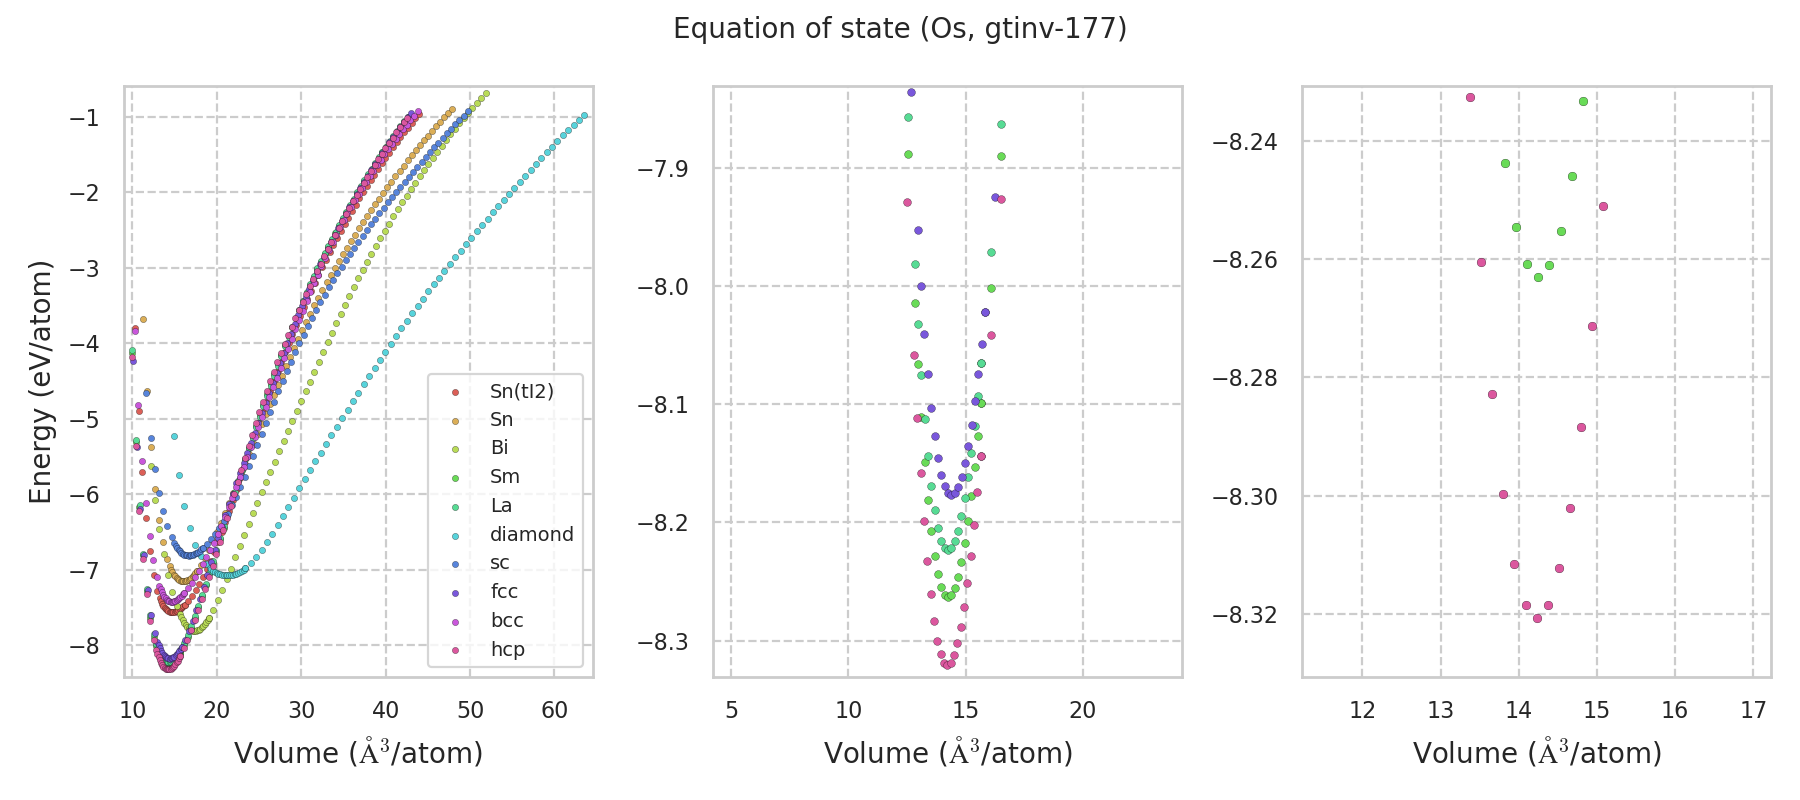 Equation of state (Os, gtinv-177)
Energy (eV/atom)
−1
−2
−3
−4
−5
−6
−7
−8
10 20 30 40 50 60
Volume (Å³/atom)
Sn(tI2)
Sn
Bi
Sm
La
diamond
sc
fcc
bcc
hcp
−7.9
−8.0
−8.1
−8.2
−8.3
5 10 15 20
Volume (Å³/atom)
−8.24
−8.26
−8.28
−8.30
−8.32
12 13 14 15 16 17
Volume (Å³/atom)